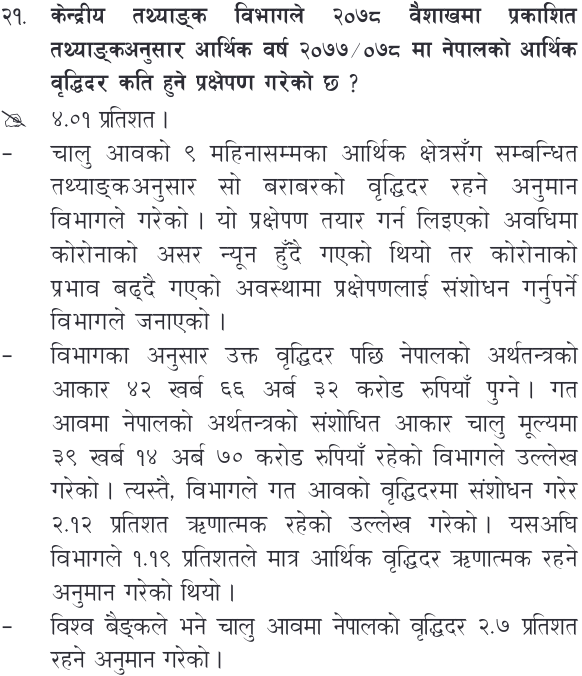 २१. केन्द्रीय तथ्याङ्क विभागले २०७८ वैशाखमा प्रकाशित
तथ्याङ्कअनुसार आर्थिक वर्ष २०७७/०७८ मा नेपालको आर्थिक
वृद्धिदर कति हुने प्रक्षेपण गरेको छ ?
४.०१ प्रतिशत ।
- चालु आवको ९ महिनासम्मका आर्थिक क्षेत्रसँग सम्बन्धित
तथ्याङ्कअनुसार सो बराबरको वृद्धिदर रहने अनुमान
विभागले गरेको । यो प्रक्षेपण तयार गर्न लिइएको अवधिमा
कोरोनाको असर न्यून हुँदै गएको थियो तर कोरोनाको
प्रभाव बढ्दै गएको अवस्थामा प्रक्षेपणलाई संशोधन गर्नुपर्ने
विभागले जनाएको ।
- विभागका अनुसार उक्त वृद्धिदर पछि नेपालको अर्थतन्त्रको
आकार ४२ खर्ब ६६ अर्ब ३२ करोड रुपियाँ पुग्ने । गत
आवमा नेपालको अर्थतन्त्रको संशोधित आकार चालु मूल्यमा
३९ खर्ब १४ अर्ब ७० करोड रुपियाँ रहेको विभागले उल्लेख
गरेको । त्यस्तै, विभागले गत आवको वृद्धिदरमा संशोधन गरेर
२.१२ प्रतिशत ऋणात्मक रहेको उल्लेख गरेको । यसअघि
विभागले १.१९ प्रतिशतले मात्र आर्थिक वृद्धिदर ऋणात्मक रहने
अनुमान गरेको थियो ।
- विश्व बैङ्कले भने चालु आवमा नेपालको वृद्धिदर २.७ प्रतिशत
रहने अनुमान गरेको ।